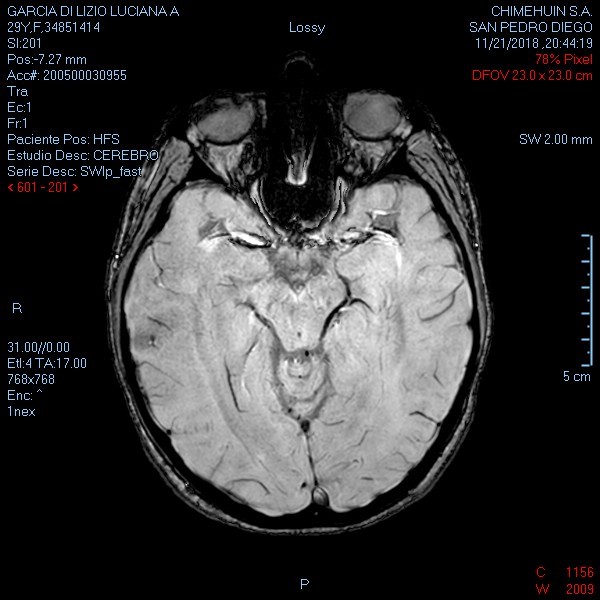 GARCIA DI LIZIO LUCIANA A
29Y,F,34851414
SI:201
Pos:-7.27 mm
Acc#: 200500030955
Tra
Ec:1
Fr:1
Paciente Pos: HFS
Estudio Desc: CEREBRO
Serie Desc: SWIp_fast
< 601 - 201 >
Lossy
CHIMEHUIN S.A.
SAN PEDRO DIEGO
11/21/2018 ,20:44:19
78% Pixel
DFOV 23.0 x 23.0 cm
SW 2.00 mm
R
31.00//0.00
Etl:4 TA:17.00
768x768
Enc: ^
1nex
5 cm
P
C 1156
W 2009